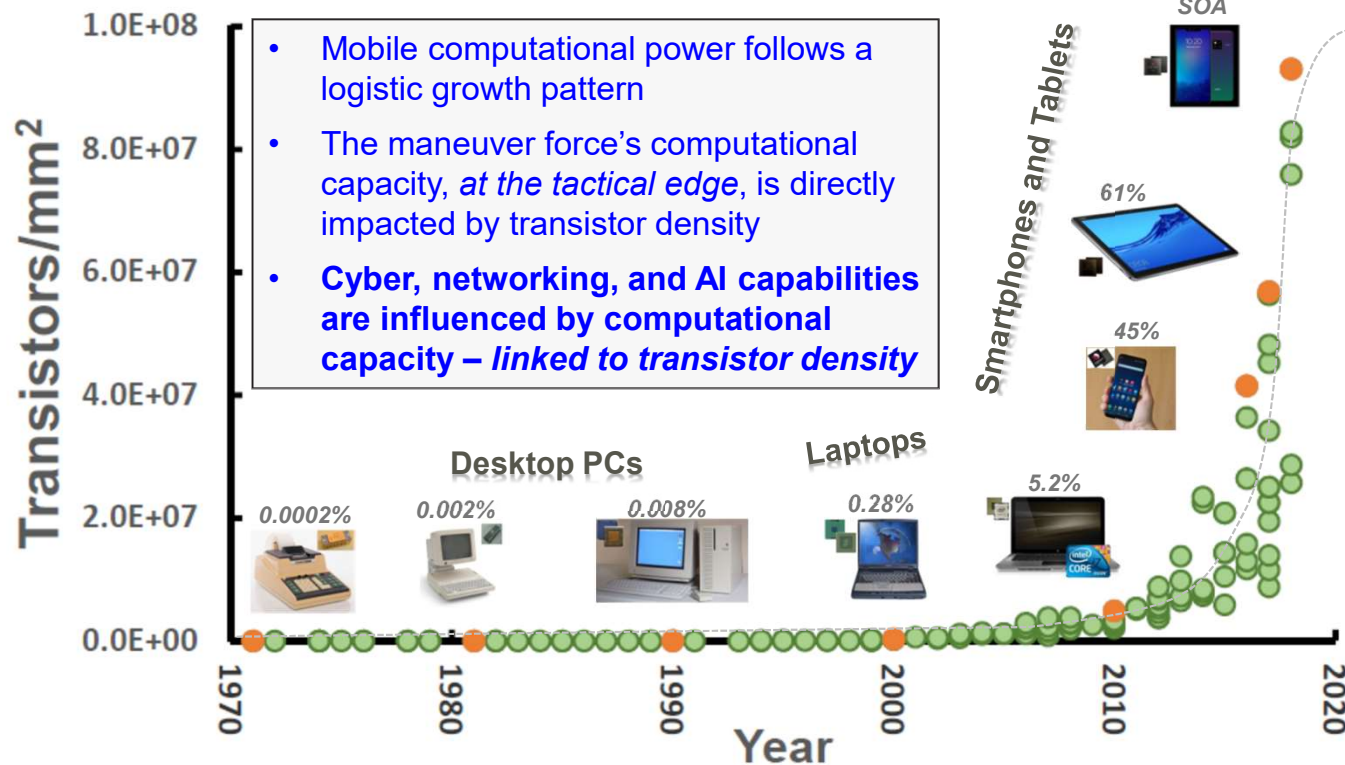 SOA
1.0E+08
8.0E+07
6.0E+07
4.0E+07
2.0E+07
0.0E+00
Transistors/mm²
• Mobile computational power follows a
logistic growth pattern
• The maneuver force’s computational
capacity, at the tactical edge, is directly
impacted by transistor density
• Cyber, networking, and AI capabilities
are influenced by computational
capacity – linked to transistor density
Smartphones and Tablets
61%
45%
Desktop PCs
Laptops
0.0002%
0.002%
0.008%
0.28%
5.2%
intel
CORE
1970
1980
1990
2000
2010
2020
Year